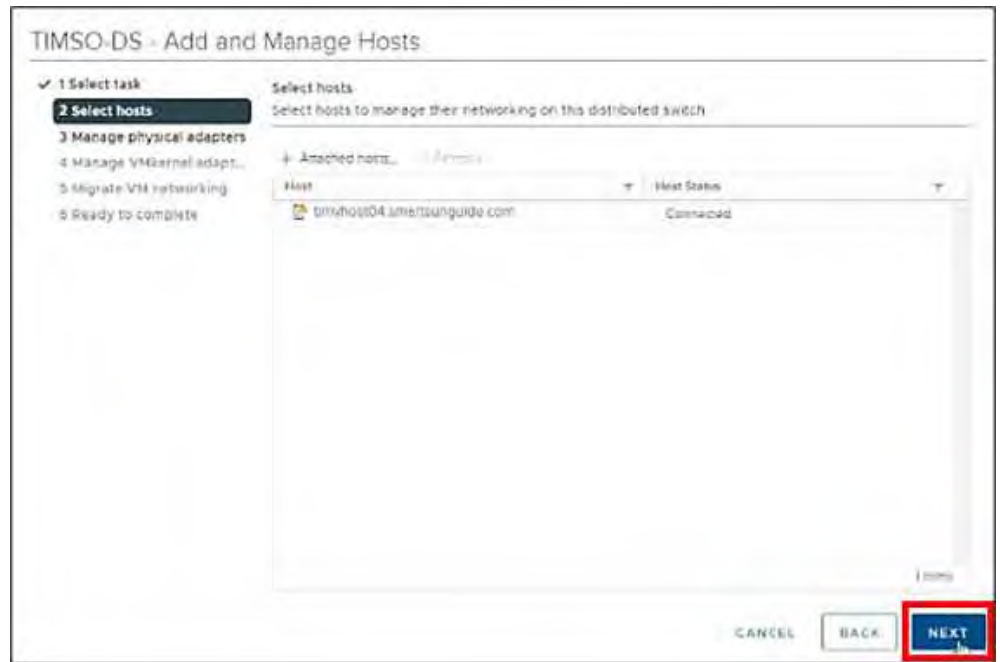 TIMSO-DS - Add and Manage Hosts
✓ 1 Select task
2 Select hosts
3 Manage physical adapters
4 Manage VMkernel adapt...
5 Migrate VM networking
6 Ready to complete
Select hosts
Select hosts to manage their networking on this distributed switch
+ Attached hosts...
Host
Host Status
Connected
CANCEL
BACK
NEXT